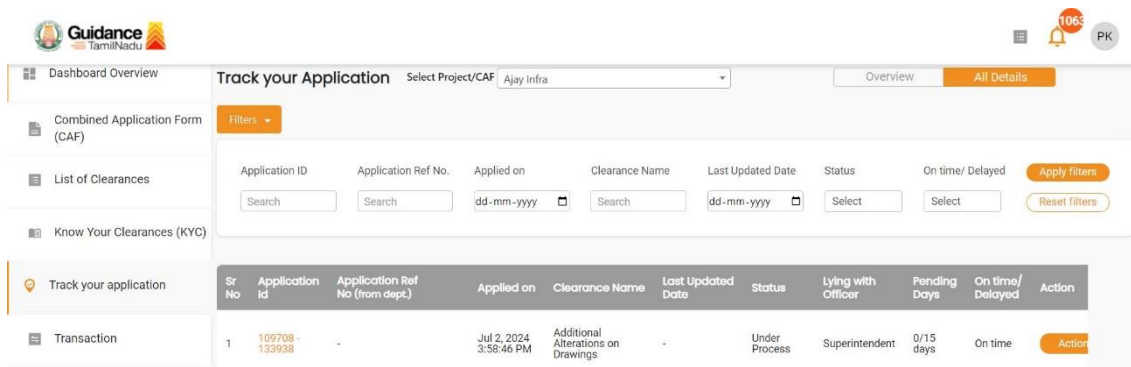 Guidance
TamilNadu
1063
PK
Dashboard Overview
Track your Application
Select Project/CAF
Ajay Infra
Overview
All Details
Combined Application Form
(CAF)
Filters
List of Clearances
Application ID
Application Ref No.
Applied on
Clearance Name
Last Updated Date
Status
On time/ Delayed
Apply filters
Search
Search
dd-mm-yyyy
Search
dd-mm-yyyy
Select
Select
Reset filters
Know Your Clearances (KYC)
Track your application
Sr
No
Application
Id
Application Ref
No (from dept.)
Applied on
Clearance Name
Last Updated
Date
Status
Lying with
Officer
Pending
Days
On time/
Delayed
Action
Transaction
1
109708 -
133938
-
Jul 2, 2024
3:58:46 PM
Additional
Alterations on
Drawings
-
Under
Process
Superintendent
0/15
days
On time
Action